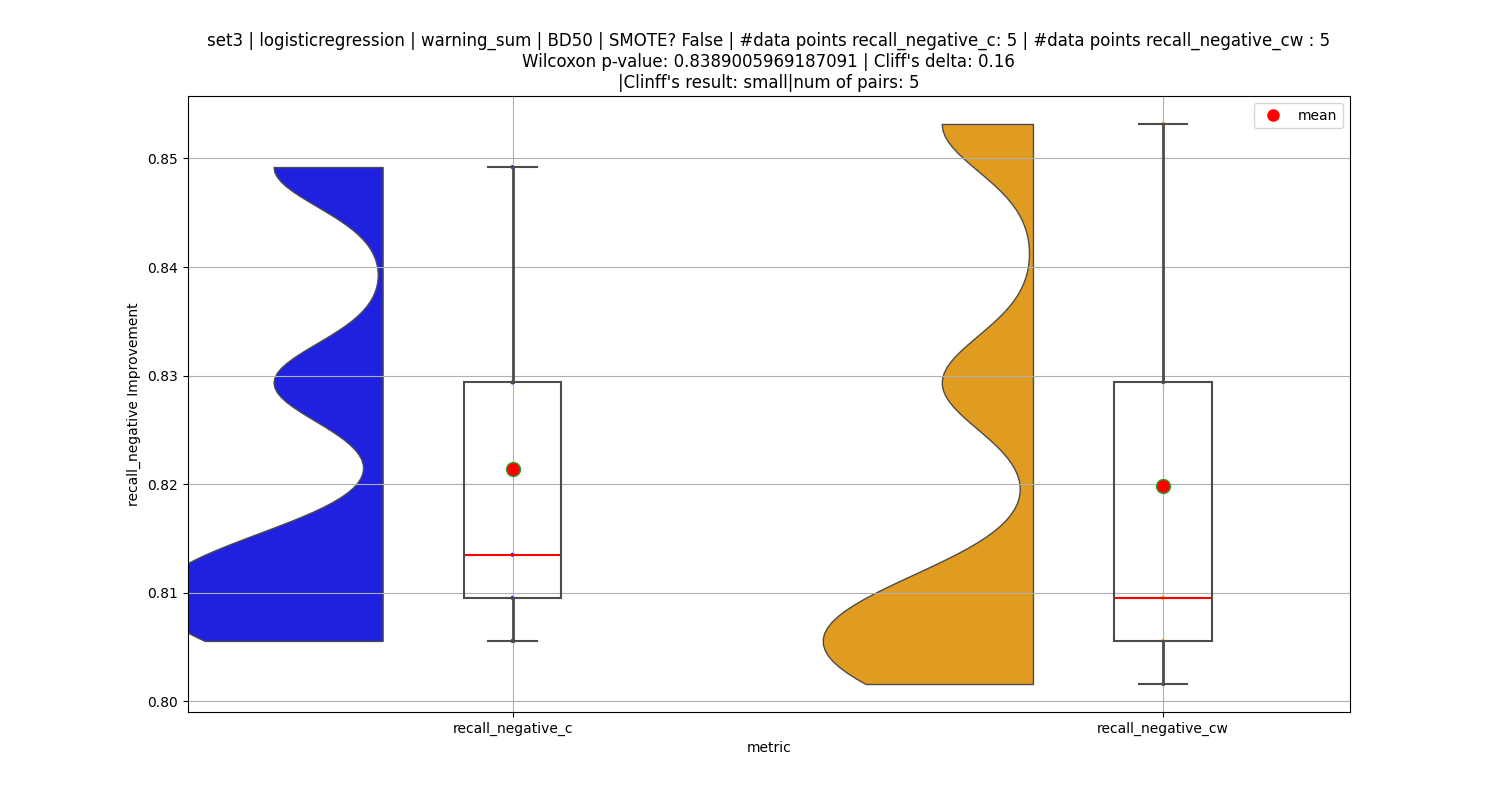 set3 | logisticregression | warning_sum | BD50 | SMOTE? False | #data points recall_negative_c: 5 | #data points recall_negative_cw : 5
Wilcoxon p-value: 0.8389005969187091 | Cliff's delta: 0.16
|Clinff's result: small|num of pairs: 5
mean
0.85
0.84
0.83
0.82
0.81
0.80
recall_negative Improvement
recall_negative_c
recall_negative_cw
metric